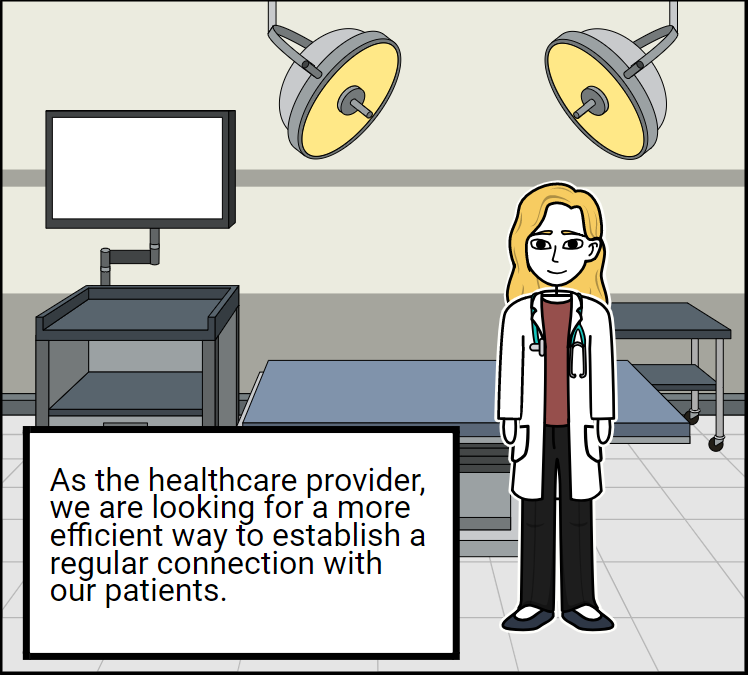 As the healthcare provider,
we are looking for a more
efficient way to establish a
regular connection with
our patients.